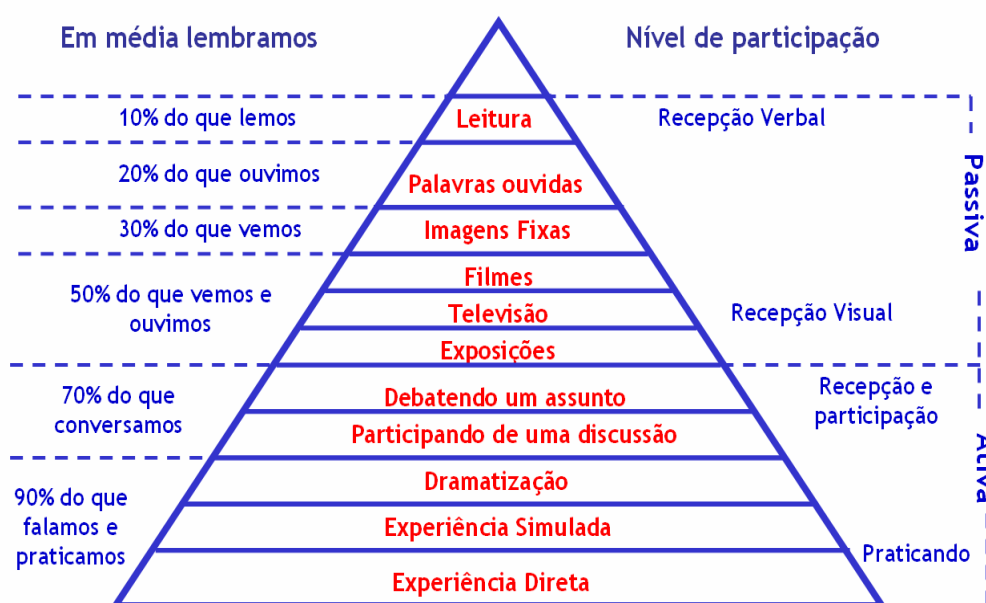 Em média lembramos
Nível de participação
10% do que lemos
Leitura
Recepção Verbal
20% do que ouvimos
Palavras ouvidas
Passiva
30% do que vemos
Imagens Fixas
Filmes
50% do que vemos e
ouvimos
Televisão
Recepção Visual
Exposições
70% do que
conversamos
Debatendo um assunto
Recepção e
participação
Participando de uma discussão
Ativa
90% do que
falamos e
praticamos
Dramatização
Experiência Simulada
Praticando
Experiência Direta